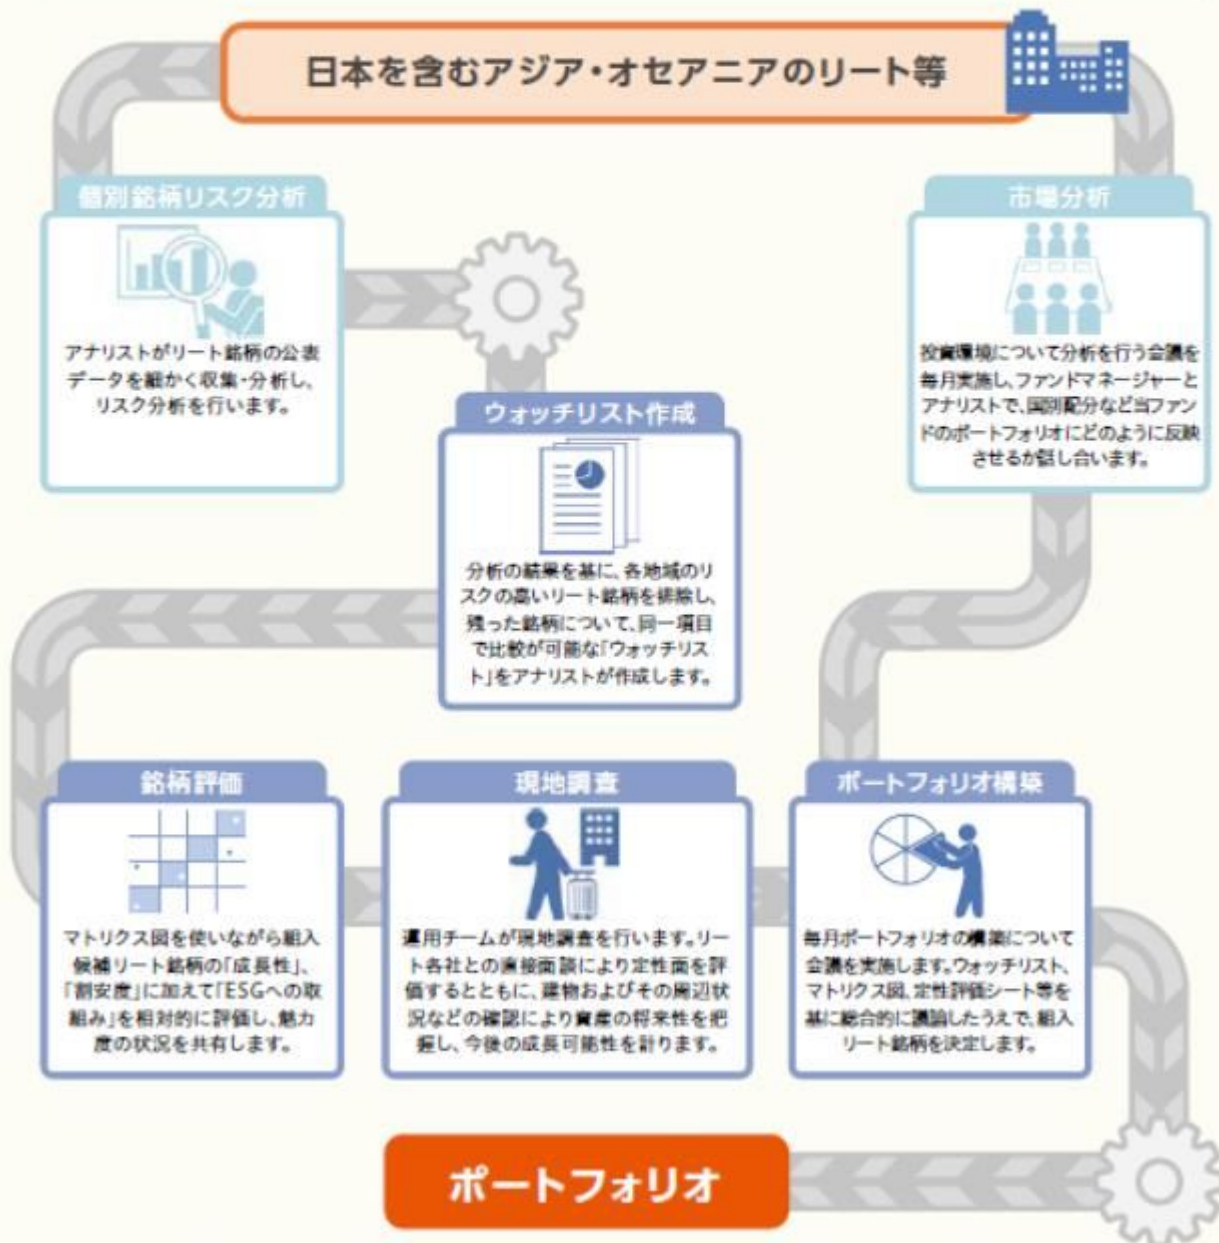 日本を含むアジア・オセアニアのリート等
個別銘柄リスク分析
アナリストがリート銘柄の公表
データを細かく収集・分析し、
リスク分析を行います。
市場分析
投資環境について分析を行う会議を
毎月実施し、ファンドマネージャーと
アナリストで、国別配分など当ファン
ドのポートフォリオにどのように反映
させるか話し合います。
ウォッチリスト作成
分析の結果を基に、各地域のリ
スクの高いリート銘柄を排除し、
残った銘柄について、同一項目
で比較が可能な「ウォッチリス
ト」をアナリストが作成します。
銘柄評価
マトリクス図を使いながら組入
候補リート銘柄の「成長性」、
「割安度」に加えて「ESGへの取
組み」を相対的に評価し、魅力
度の状況を共有します。
現地調査
運用チームが現地調査を行います。リー
ト各社との直接面談により定性面を評
価するとともに、建物およびその周辺状
況などの確認により資産の将来性を把
握し、今後の成長可能性を計ります。
ポートフォリオ構築
毎月ポートフォリオの構築について
会議を実施します。ウォッチリスト、
マトリクス図、定性評価シート等を
基に総合的に議論したうえで、組入
リート銘柄を決定します。
ポートフォリオ